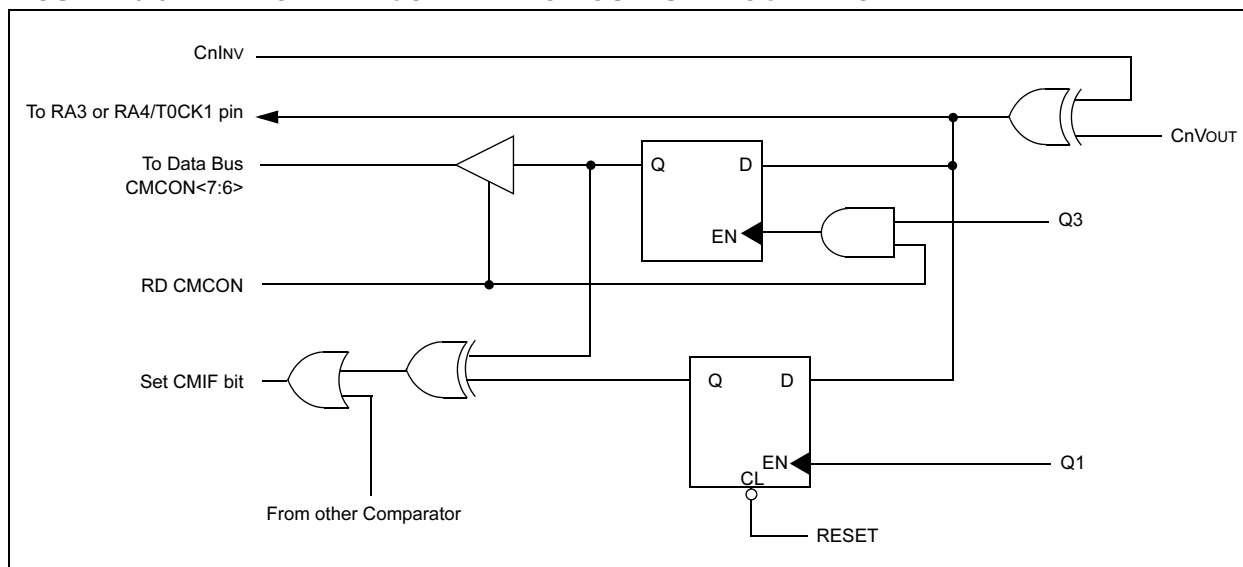 CnINV
To RA3 or RA4/T0CK1 pin
CnVOUT
To Data Bus
CMCON<7:6>
Q
D
EN
Q3
RD CMCON
Set CMIF bit
Q
D
EN
Q1
CL
From other Comparator
RESET